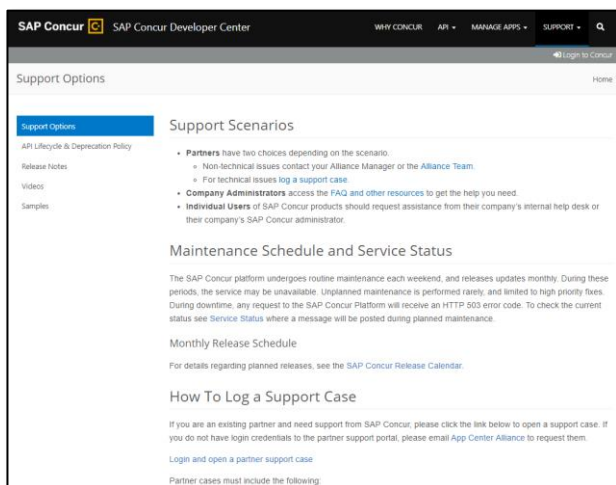 SAP Concur C SAP Concur Developer Center WHY CONCUR API MANAGE APPS SUPPORT
Login to Concur
Support Options Home
Support Options
API Lifecycle & Deprecation Policy
Release Notes
Videos
Samples
Support Scenarios
• Partners have two choices depending on the scenario.
Non-technical issues contact your Alliance Manager or the Alliance Team.
For technical issues log a support case
• Company Administrators access the FAQ and other resources to get the help you need.
• Individual Users of SAP Concur products should request assistance from their company's internal help desk or
their company's SAP Concur administrator.
Maintenance Schedule and Service Status
The SAP Concur platform undergoes routine maintenance each weekend, and releases updates monthly. During these
periods, the service may be unavailable. Unplanned maintenance is performed rarely, and limited to high priority fixes.
During downtime, any request to the SAP Concur Platform will receive an HTTP 503 error code. To check the current
status see Service Status where a message will be posted during planned maintenance.
Monthly Release Schedule
For details regarding planned releases, see the SAP Concur Release Calendar.
How To Log a Support Case
If you are an existing partner and need support from SAP Concur, please click the link below to open a support case. If
you do not have login credentials to the partner support portal, please email App Center Alliance to request them.
Login and open a partner support case
Partner cases must include the following: